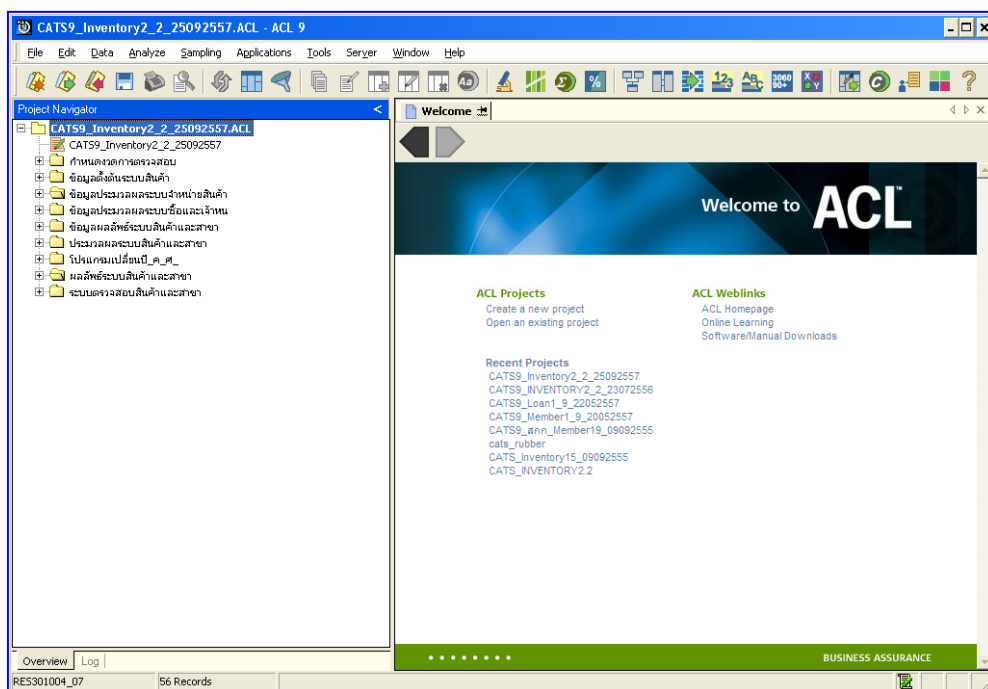 CATS9_Inventory2_2_25092557.ACL - ACL 9
File Edit Data Analyze Sampling Applications Tools Server Window Help
Project Navigator <
CATS9_Inventory2_2_25092557.ACL
CATS9_Inventory2_2_25092557
กำหนดงวดการตรวจสอบ
ข้อมูลตั้งต้นระบบสินค้า
ข้อมูลประมวลผลระบบจำหน่ายสินค้า
ข้อมูลประมวลผลระบบซื้อและเจ้าหน
ข้อมูลผลลัพธ์ระบบสินค้าและสาขา
ประมวลผลระบบสินค้าและสาขา
โปรแกรมเปลี่ยนปี_ค_ศ_
ผลลัพธ์ระบบสินค้าและสาขา
ระบบตรวจสอบสินค้าและสาขา
Overview Log
Welcome
Welcome to ACL™
ACL Projects
Create a new project
Open an existing project
ACL Weblinks
ACL Homepage
Online Learning
Software/Manual Downloads
Recent Projects
CATS9_Inventory2_2_25092557
CATS9_INVENTORY2_2_23072556
CATS9_Loan1_9_22052557
CATS9_Member1_9_20052557
CATS9_สกก_Member19_09092555
cats_rubber
CATS_Inventory15_09092555
CATS_INVENTORY2.2
BUSINESS ASSURANCE
RES301004_07 56 Records